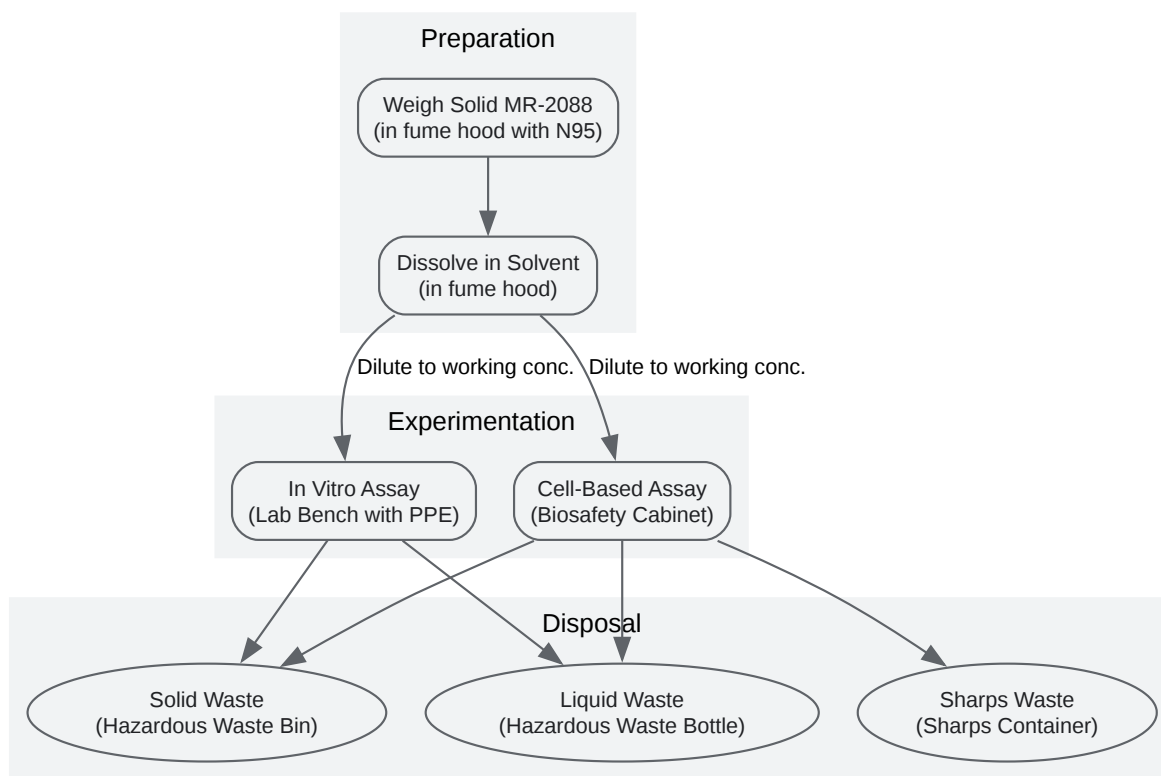 Preparation
Weigh Solid MR-2088
(in fume hood with N95)
Dissolve in Solvent
(in fume hood)
Dilute to working conc.
Dilute to working conc.
Experimentation
In Vitro Assay
(Lab Bench with PPE)
Cell-Based Assay
(Biosafety Cabinet)
Disposal
Solid Waste
(Hazardous Waste Bin)
Liquid Waste
(Hazardous Waste Bottle)
Sharps Waste
(Sharps Container)